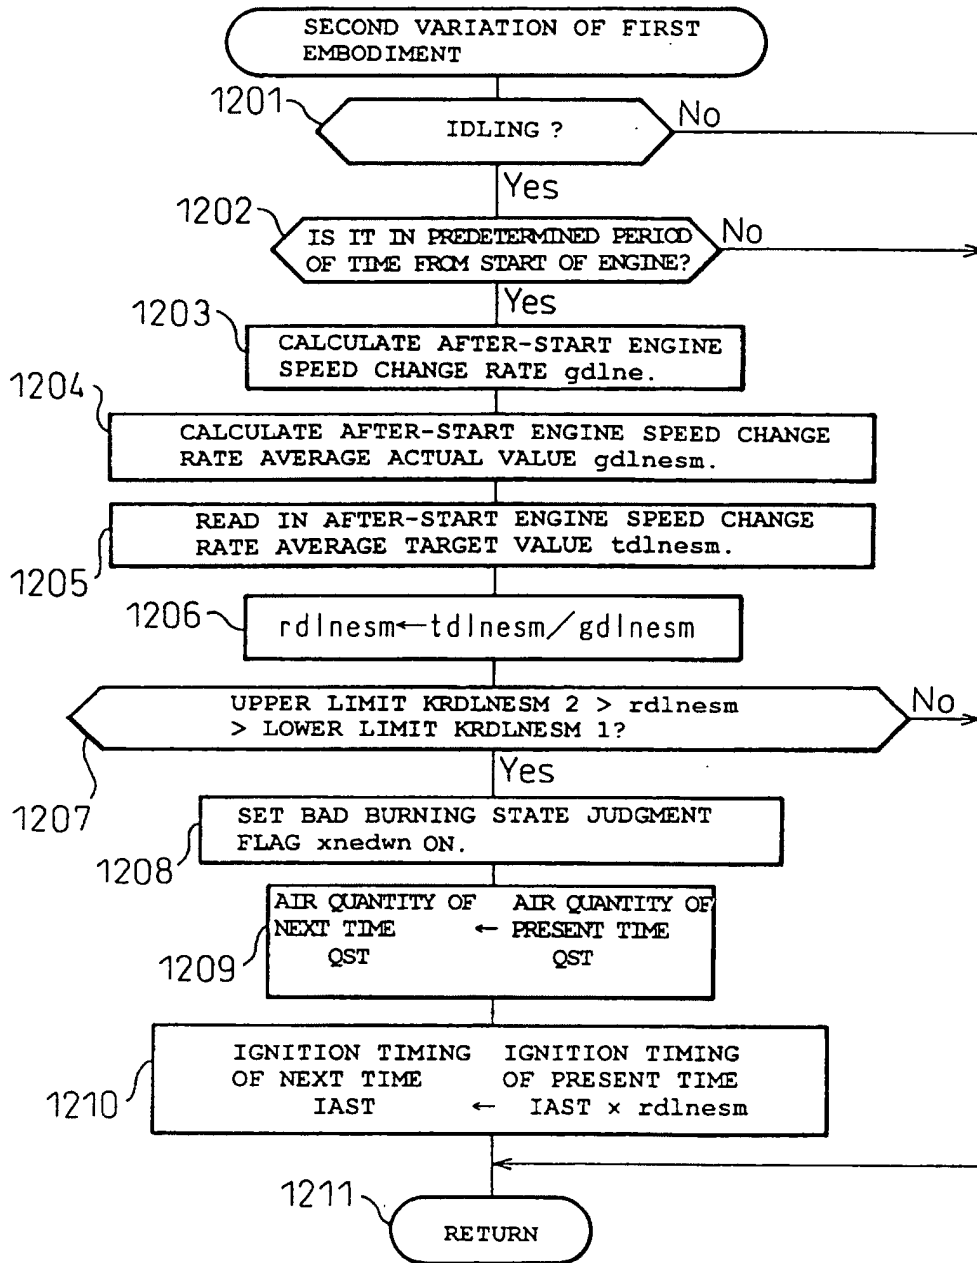 SECOND VARIATION OF FIRST
EMBODIMENT
1201
IDLING ?
No
Yes
1202
IS IT IN PREDETERMINED PERIOD
OF TIME FROM START OF ENGINE?
No
Yes
1203
CALCULATE AFTER-START ENGINE
SPEED CHANGE RATE gdlne.
1204
CALCULATE AFTER-START ENGINE SPEED CHANGE
RATE AVERAGE ACTUAL VALUE gdlnesm.
READ IN AFTER-START ENGINE SPEED CHANGE
RATE AVERAGE TARGET VALUE tdlnesm.
1205
1206
rdlnesm←tdlnesm/gdlnesm
UPPER LIMIT KRDLNESM 2 > rdlnesm
> LOWER LIMIT KRDLNESM 1?
No
1207
Yes
SET BAD BURNING STATE JUDGMENT
FLAG xnedwn ON.
1208
AIR QUANTITY OF AIR QUANTITY OF
NEXT TIME ← PRESENT TIME
QST QST
1209
IGNITION TIMING IGNITION TIMING
OF NEXT TIME OF PRESENT TIME
IAST ← IAST × rdlnesm
1210
1211
RETURN